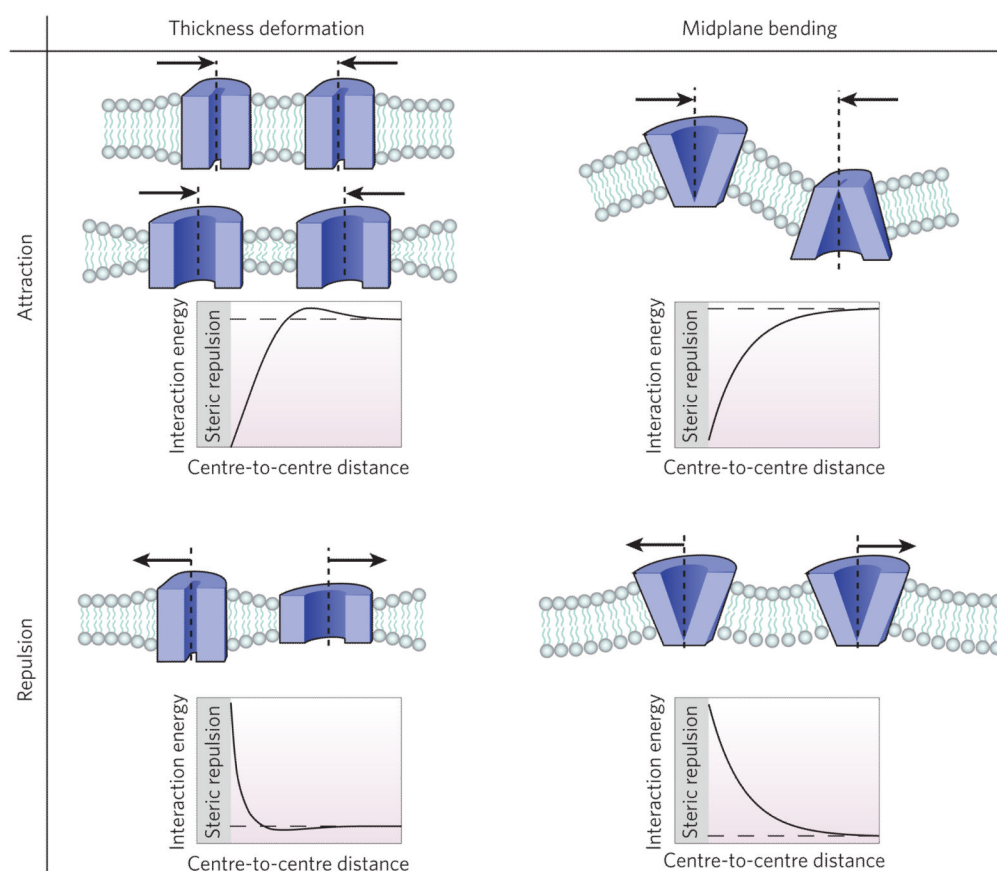 Thickness deformation
Midplane bending
Attraction
Interaction energy
Steric repulsion
Centre-to-centre distance
Interaction energy
Steric repulsion
Centre-to-centre distance
Repulsion
Interaction energy
Steric repulsion
Centre-to-centre distance
Interaction energy
Steric repulsion
Centre-to-centre distance